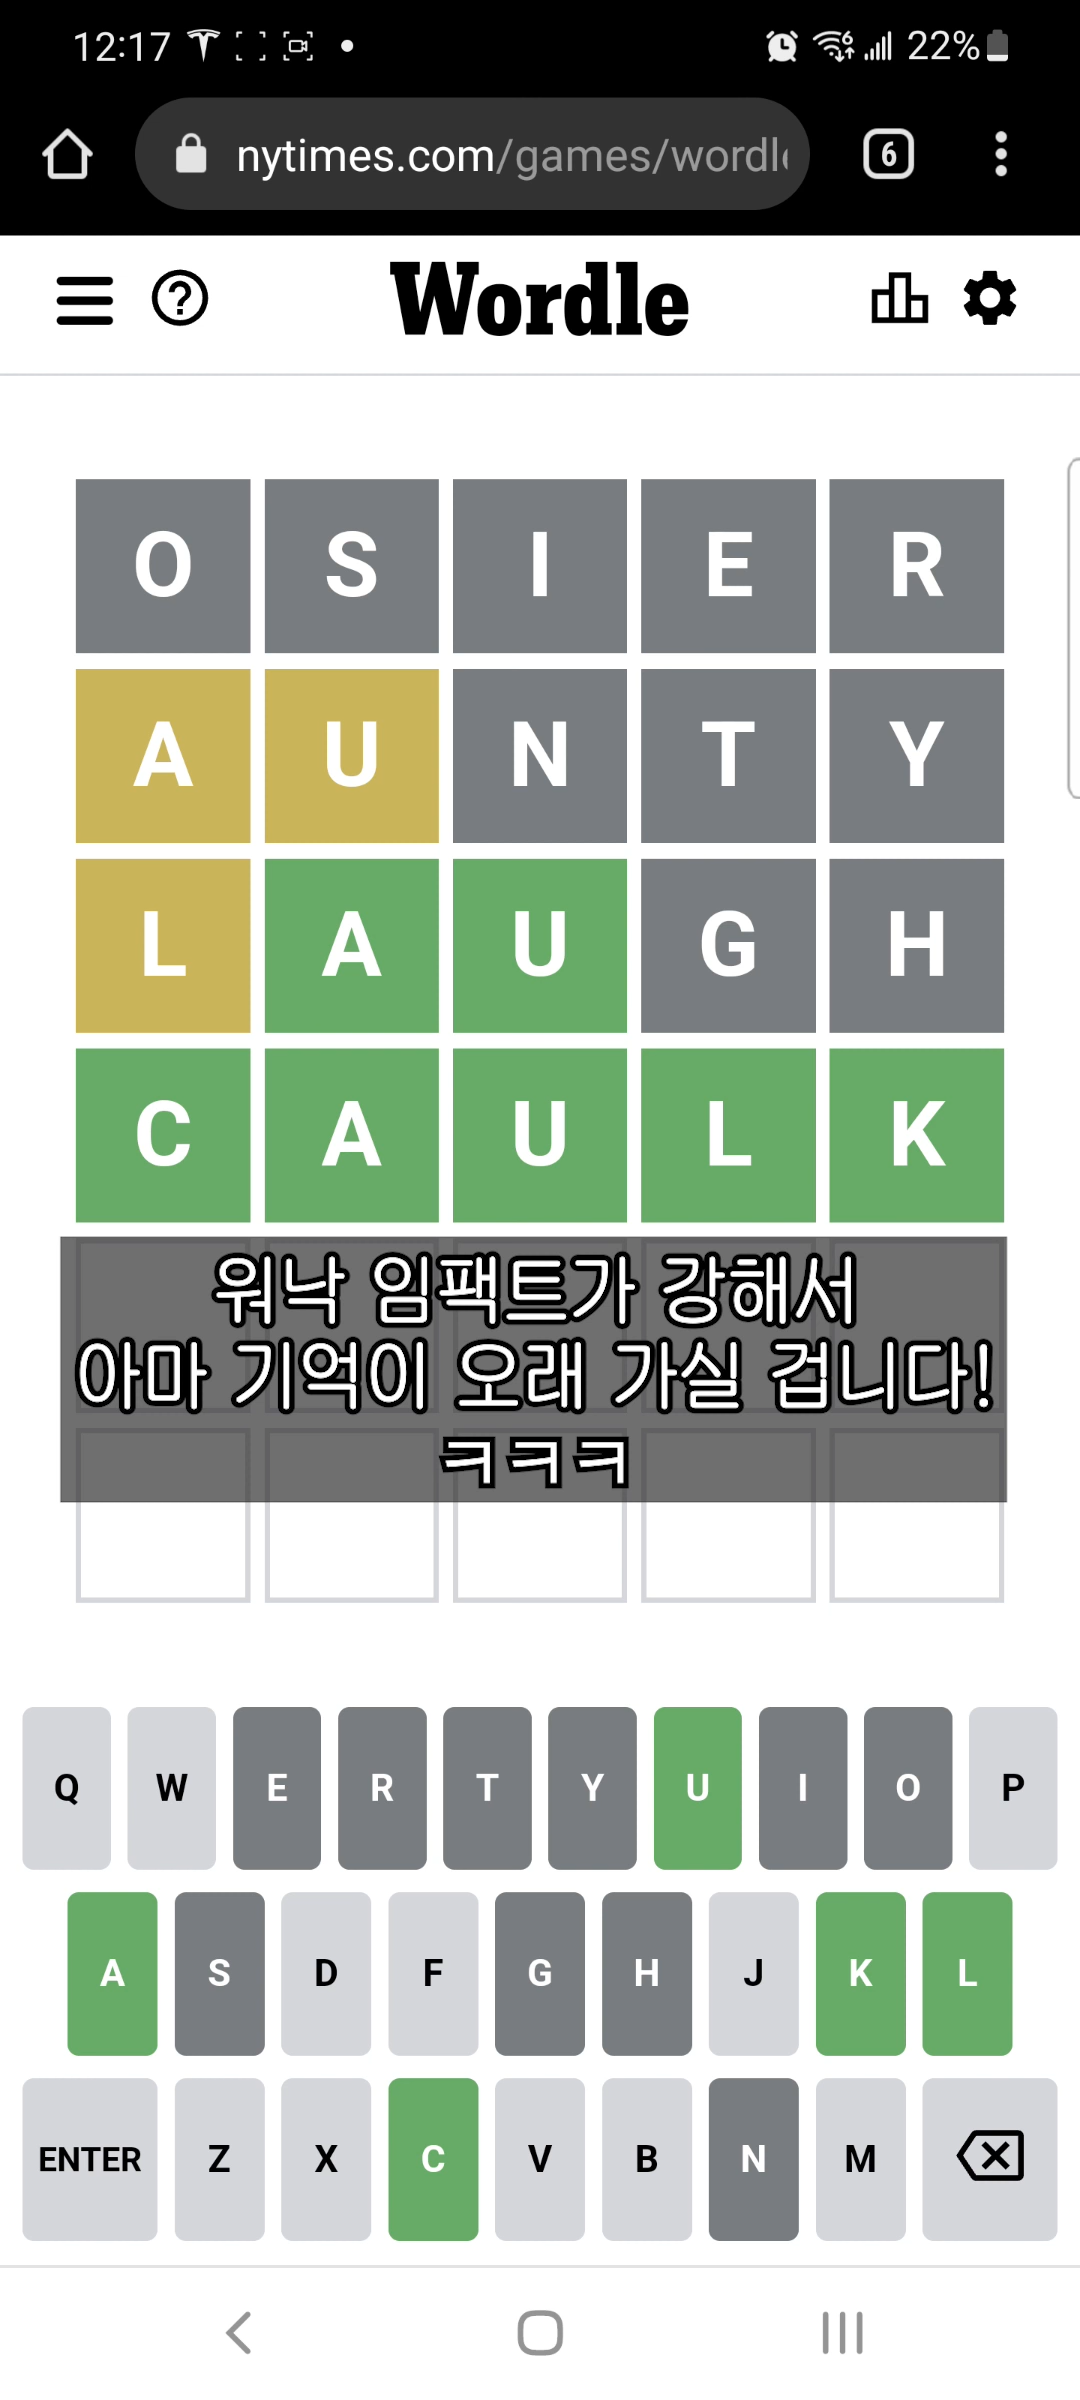 12:17 22%
nytimes.com/games/wordl
6
Wordle
O S I E R
A U N T Y
L A U G H
C A U L K
워낙 임팩트가 강해서
아마 기억이 오래 가실 겁니다!
ㅋㅋㅋ
Q W E R T Y U I O P
A S D F G H J K L
ENTER Z X C V B N M